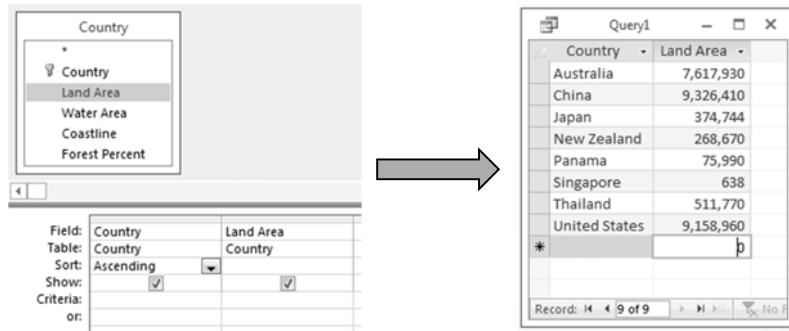 Country
*
Country
Land Area
Water Area
Coastline
Forest Percent
Field: Country Land Area
Table: Country Country
Sort: Ascending
Show:
Criteria:
or:
Query1
Country Land Area
Australia 7,617,930
China 9,326,410
Japan 374,744
New Zealand 268,670
Panama 75,990
Singapore 638
Thailand 511,770
United States 9,158,960
* 0
Record: 9 of 9 No F